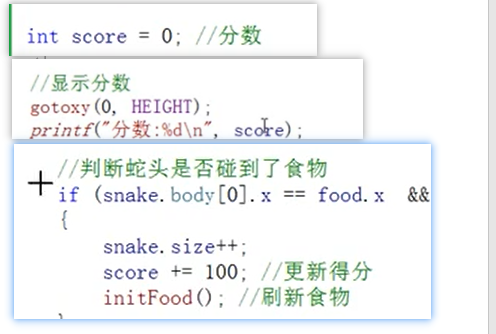 int score = 0; //分数
//显示分数
gotoxy(0, HEIGHT);
printf("分数:%d\n", score);
//判断蛇头是否碰到了食物
if (snake.body[0].x == food.x &&
{
snake.size++;
score += 100; //更新得分
initFood(); //刷新食物